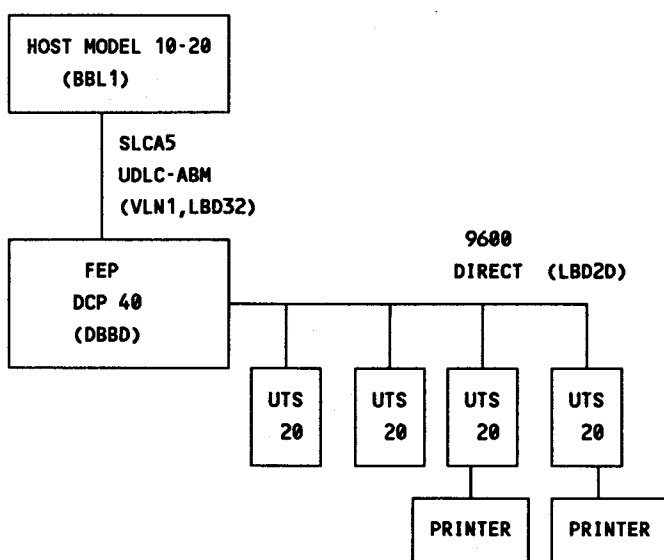 HOST MODEL 10-20
(BBL1)
SLCA5
UDLC-ABM
(VLN1,LBD32)
9600
DIRECT (LBD2D)
FEP
DCP 40
(DBBD)
UTS
20
UTS
20
UTS
20
UTS
20
PRINTER
PRINTER